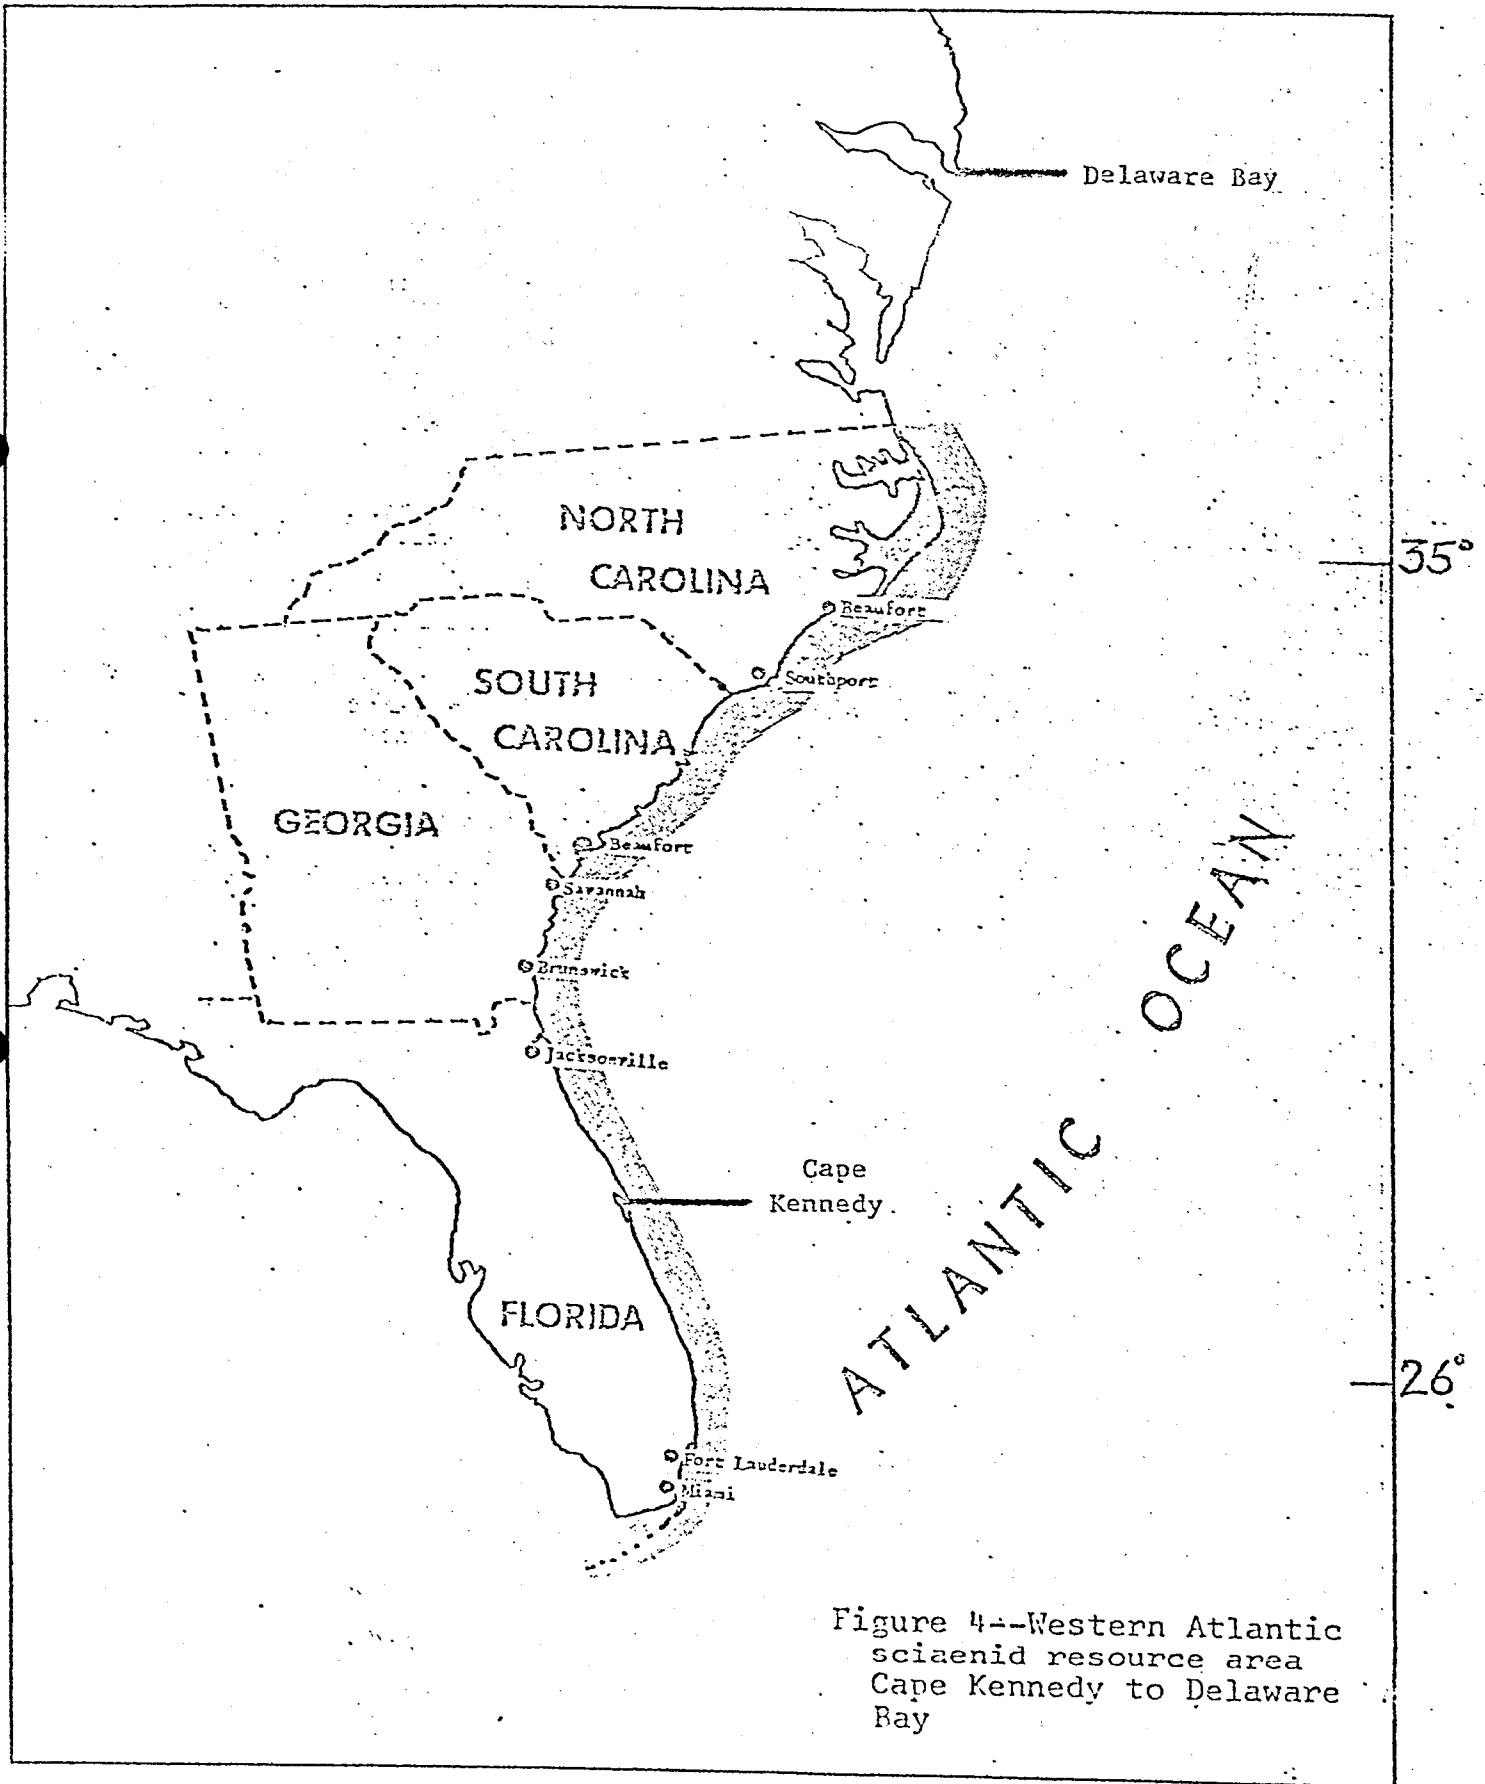 Delaware Bay
NORTH
CAROLINA
35°
Beaufort
SOUTH
CAROLINA
Southport
GEORGIA
Beaufort
Savannah
Brunswick
Jacksonville
ATLANTIC OCEAN
Cape
Kennedy
FLORIDA
26°
Fort Lauderdale
Miami
Figure 4--Western Atlantic
sciaenid resource area
Cape Kennedy to Delaware
Bay